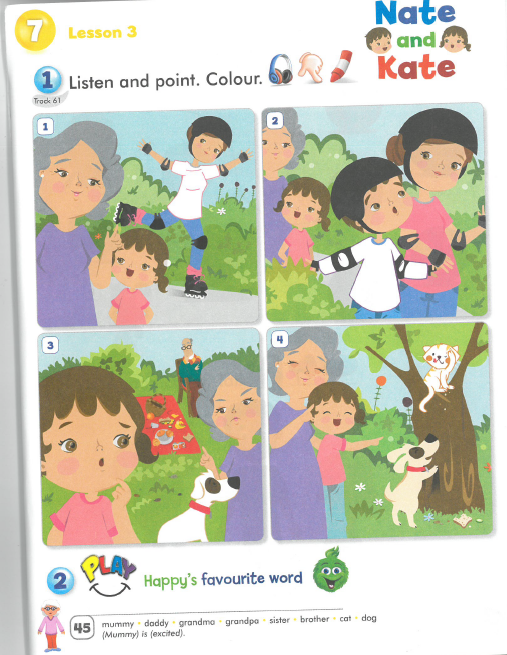 7 Lesson 3
Nate
and
Kate
1 Listen and point. Colour.
Track 61
1
2
3
4
2 PLAY Happy's favourite word
45 mummy • daddy • grandma • grandpa • sister • brother • cat • dog
(Mummy) is (excited).